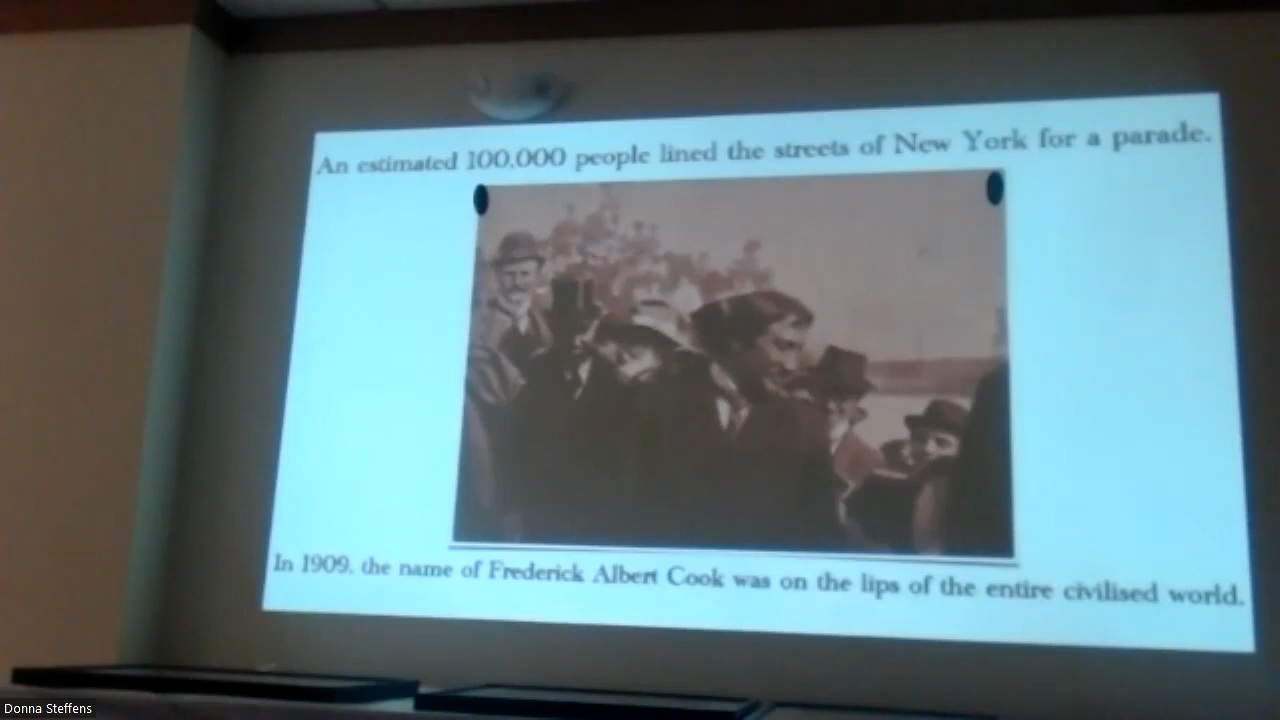 An estimated 100,000 people lined the streets of New York for a parade.
In 1909, the name of Frederick Albert Cook was on the lips of the entire civilised world.
Donna Steffens